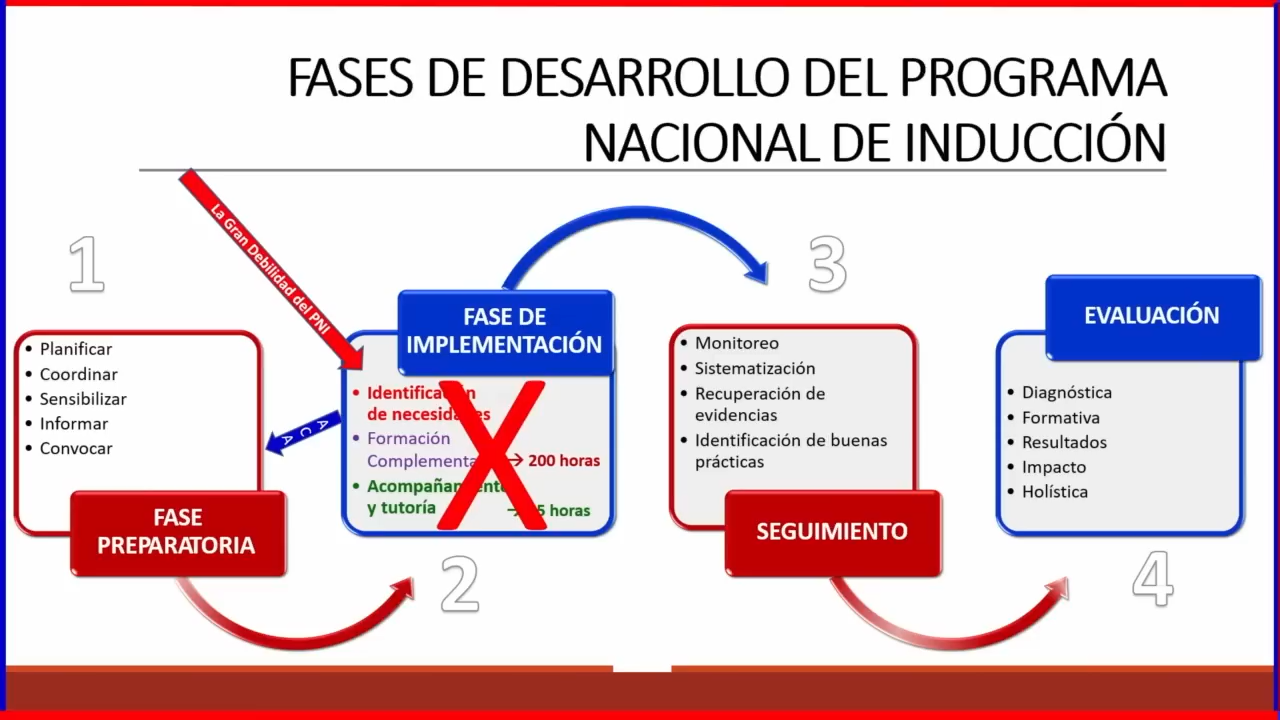 FASES DE DESARROLLO DEL PROGRAMA
NACIONAL DE INDUCCIÓN
La Gran Debilidad del PNI
1
Planificar
Coordinar
Sensibilizar
Informar
Convocar
FASE
PREPARATORIA
ACA
FASE DE
IMPLEMENTACIÓN
Identificación
de necesidades
Formación
→ 200 horas
Acompañamiento
y tutoría
horas
2
3
Monitoreo
Sistematización
Recuperación de
evidencias
Identificación de buenas
prácticas
SEGUIMIENTO
EVALUACIÓN
Diagnóstica
Formativa
Resultados
Impacto
Holística
4